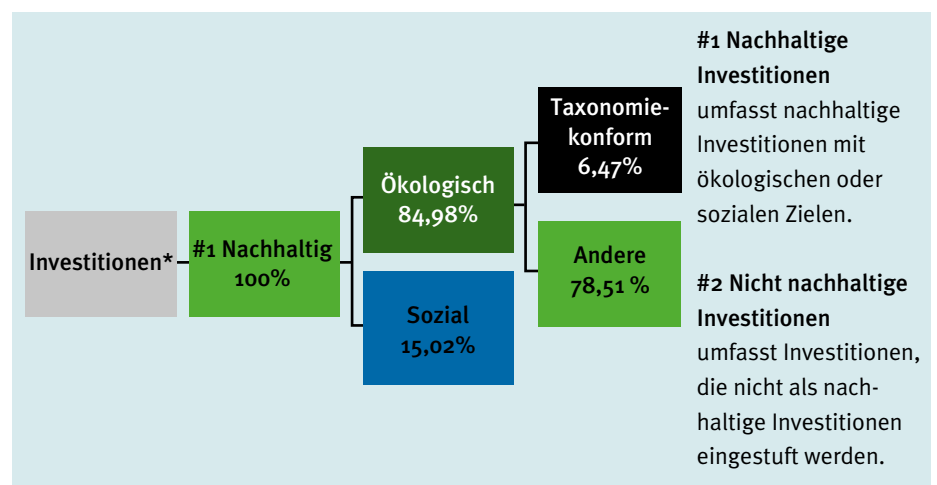 Investitionen*
#1 Nachhaltig
100%
Ökologisch
84,98%
Sozial
15,02%
Taxonomie-
konform
6,47%
Andere
78,51 %
#1 Nachhaltige
Investitionen
umfasst nachhaltige
Investitionen mit
ökologischen oder
sozialen Zielen.
#2 Nicht nachhaltige
Investitionen
umfasst Investitionen,
die nicht als nach-
haltige Investitionen
eingestuft werden.